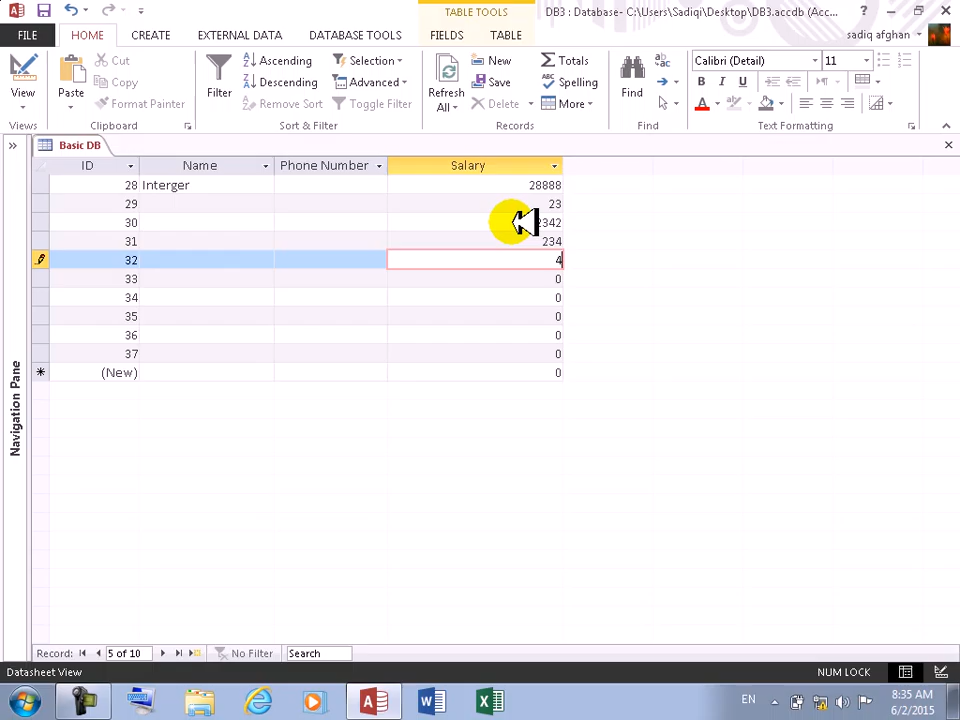 TABLE TOOLS
DB3 : Database- C:\Users\Sadiqi\Desktop\DB3.accdb (Acc...
FILE HOME CREATE EXTERNAL DATA DATABASE TOOLS FIELDS TABLE sadiq afghan
View
Views
Paste
Cut
Copy
Format Painter
Clipboard
Filter
Ascending
Descending
Remove Sort
Selection
Advanced
Toggle Filter
Sort & Filter
Refresh
All
New
Save
Delete
Totals
Spelling
More
Records
Find
Find
Calibri (Detail) 11
B I U
A
Text Formatting
Basic DB
Navigation Pane
ID Name Phone Number Salary
28 Interger 28888
29 23
30 2342
31 234
32 4
33 0
34 0
35 0
36 0
37 0
(New) 0
Record: 5 of 10 No Filter Search
Datasheet View NUM LOCK
EN
8:35 AM
6/2/2015